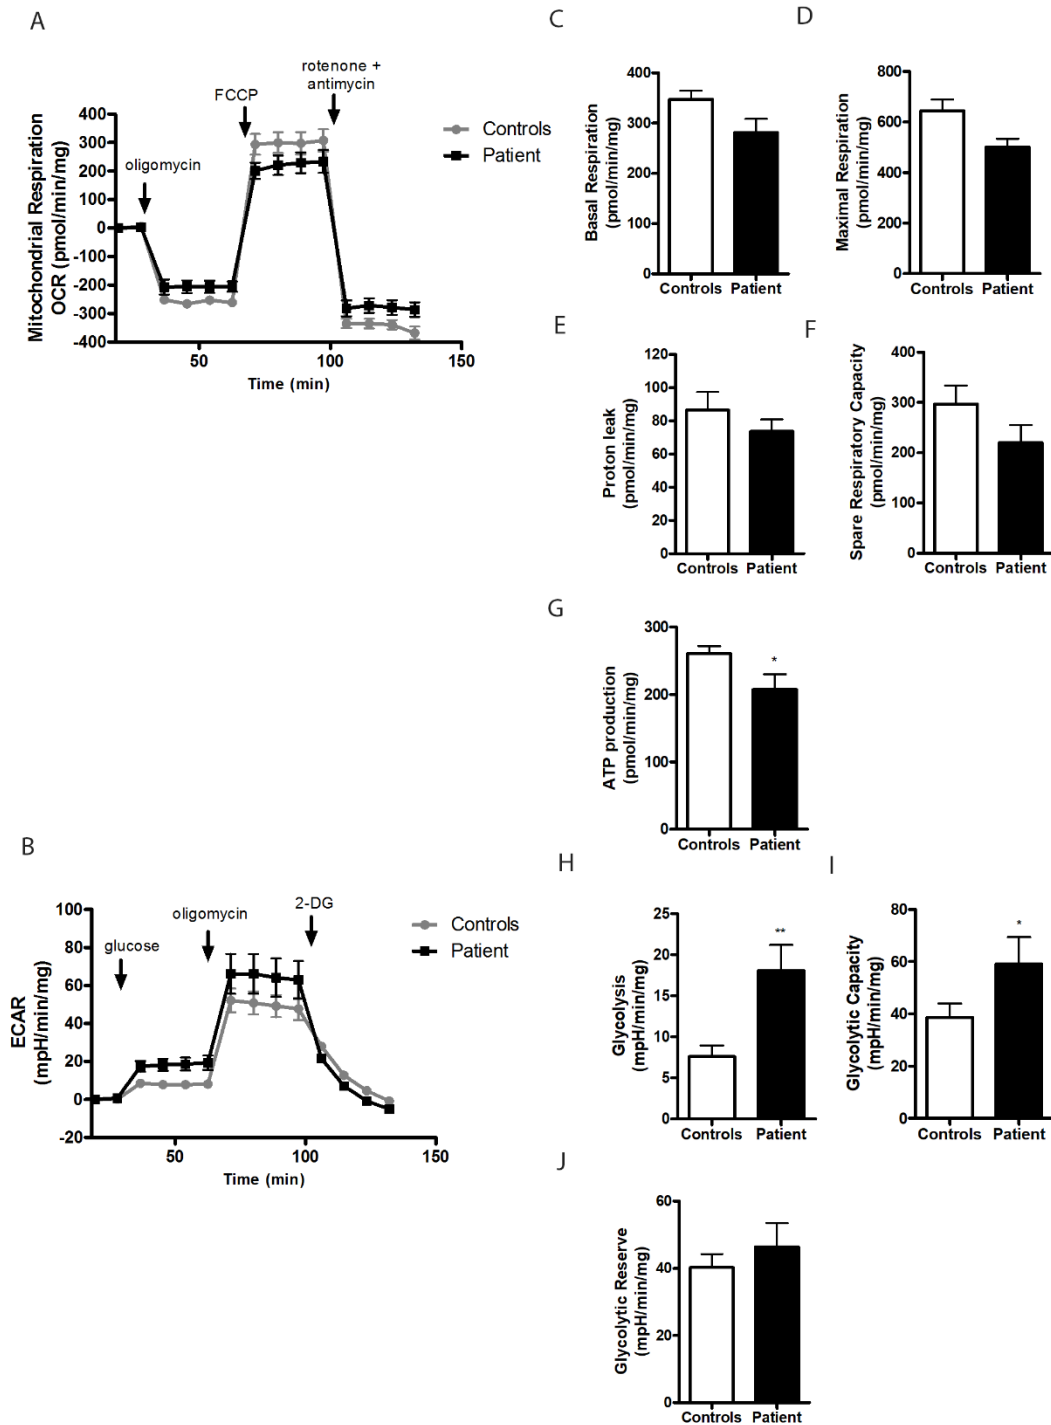 A
Mitochondrial Respiration
OCR (pmol/min/mg)
400
300
200
100
0
-100
-200
-300
-400
oligomycin
FCCP
rotenone +
antimycin
Controls
Patient
50
100
150
Time (min)
C
Basal Respiration
(pmol/min/mg)
400
300
200
100
0
Controls Patient
D
Maximal Respiration
(pmol/min/mg)
800
600
400
200
0
Controls Patient
E
Proton leak
(pmol/min/mg)
120
100
80
60
40
20
0
Controls Patient
F
Spare Respiratory Capacity
(pmol/min/mg)
400
300
200
100
0
Controls Patient
G
ATP production
(pmol/min/mg)
300
200
100
0
*
Controls Patient
B
ECAR
(mpH/min/mg)
100
80
60
40
20
0
-20
glucose
oligomycin
2-DG
Controls
Patient
50
100
150
Time (min)
H
Glycolysis
(mpH/min/mg)
25
20
15
10
5
0
**
Controls Patient
I
Glycolytic Capacity
(mpH/min/mg)
80
60
40
20
0
*
Controls Patient
J
Glycolytic Reserve
(mpH/min/mg)
60
40
20
0
Controls Patient